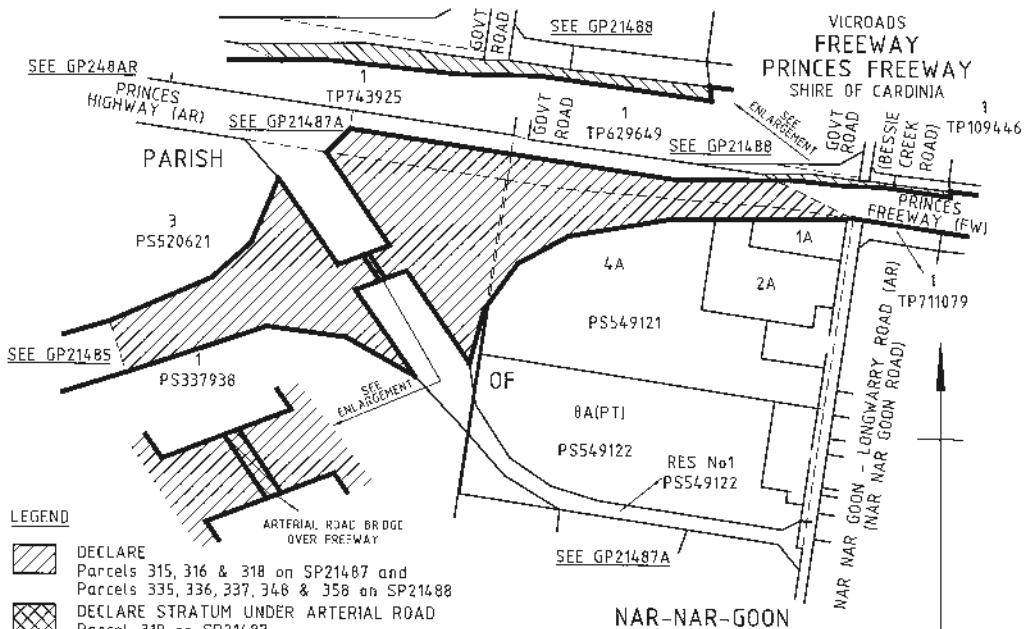 VICROADS
FREEWAY
PRINCES FREEWAY
SHIRE OF CARDINIA
GOVT
ROAD
SEE GP21488
SEE GP248AR
PRINCES
HIGHWAY (AR)
1
TP743925
SEE GP21487A
GOVT
ROAD
1
TP629649
SEE
ENLARGEMENT
SEE GP21488
GOVT
ROAD
(BESSIE
CREEK
ROAD)
TP109446
PARISH
PRINCES
FREEWAY (FW)
3
PS520621
1A
4A
2A
TP711079
PS549121
SEE GP21485
1
PS337938
SEE
ENLARGEMENT
OF
8A(PT)
PS549122
RES No1
PS549122
NAR NAR GOON - LONGWARRY ROAD (AR)
(NAR NAR GOON ROAD)
ARTERIAL ROAD BRIDGE
OVER FREEWAY
SEE GP21487A
LEGEND
DECLARE
Parcels 315, 316 & 318 on SP21487 and
Parcels 335, 336, 337, 348 & 358 on SP21488
DECLARE STRATUM UNDER ARTERIAL ROAD
NAR-NAR-GOON